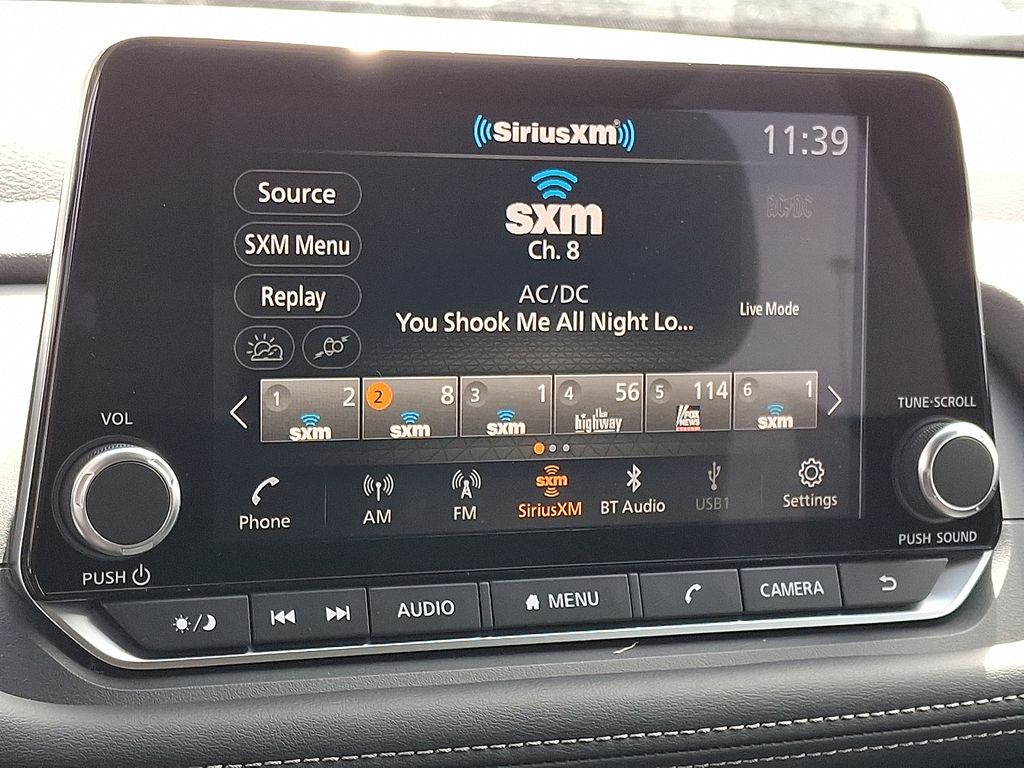 SiriusXM
11:39
Source
sxm
AC/DC
SXM Menu
Ch. 8
Replay
AC/DC
Live Mode
You Shook Me All Night Lo...
1 2 sxm
2 8 sxm
3 1 sxm
4 56 the highway
5 114 FOX NEWS
6 1 sxm
VOL
TUNE·SCROLL
Phone
AM
FM
sxm
SiriusXM
BT Audio
USB1
Settings
PUSH
PUSH SOUND
AUDIO
MENU
CAMERA